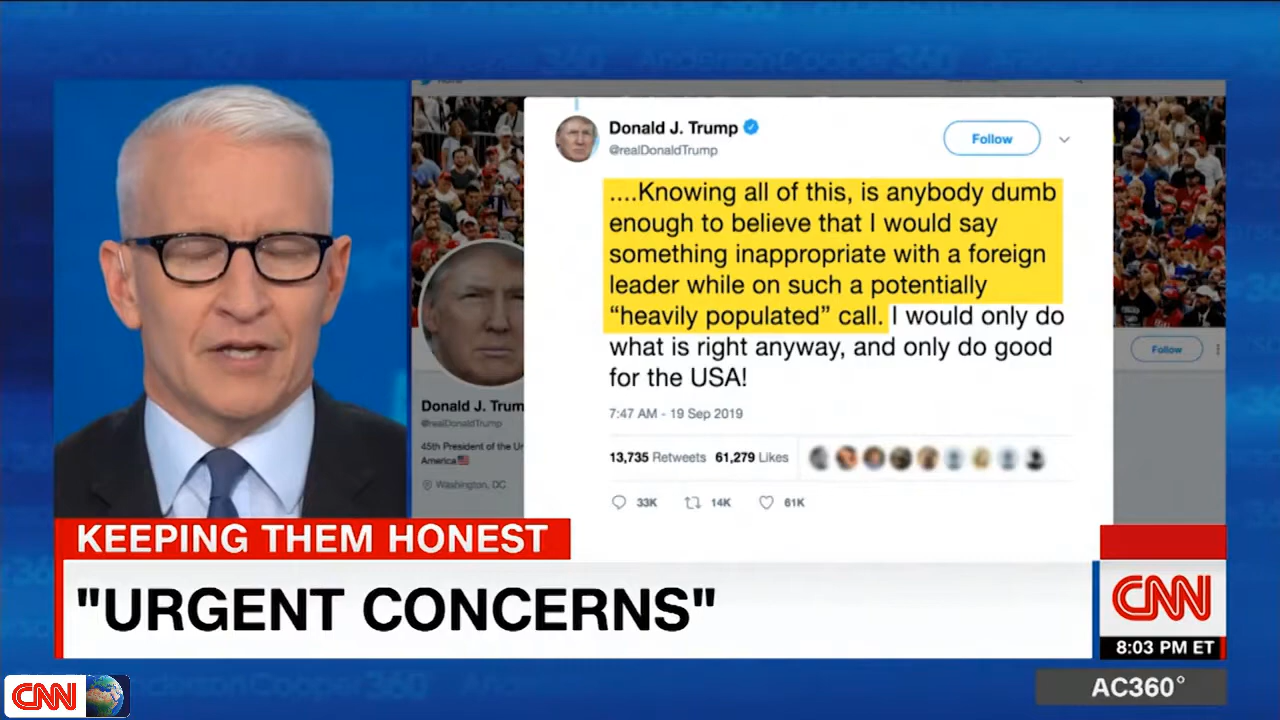 Donald J. Trump
@realDonaldTrump
Follow
....Knowing all of this, is anybody dumb
enough to believe that I would say
something inappropriate with a foreign
leader while on such a potentially
“heavily populated” call. I would only do
what is right anyway, and only do good
for the USA!
7:47 AM - 19 Sep 2019
13,735 Retweets 61,279 Likes
33K 14K 61K
Donald J. Trum
@realDonaldTrump
45th President of the Un
America
Washington, DC
Follow
KEEPING THEM HONEST
"URGENT CONCERNS"
CNN
8:03 PM ET
AC360°
CNN
AndersonCooper360